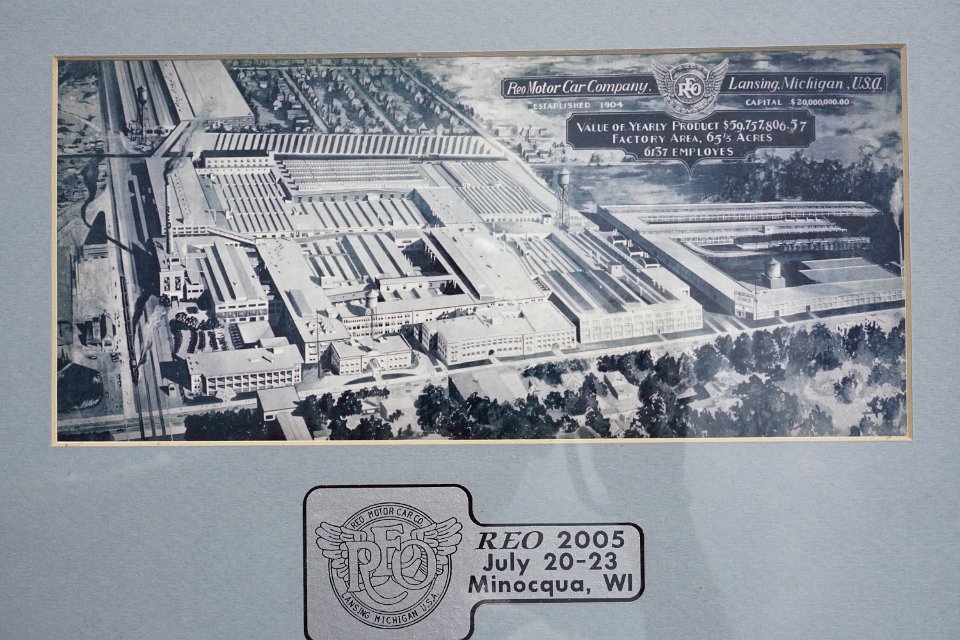 Reo Motor Car Company. REO Lansing, Michigan, U.S.A.
ESTABLISHED 1904 CAPITAL $20,000,000.00
VALUE OF YEARLY PRODUCT $59,757,806.57
FACTORY AREA, 65⅓ ACRES
6137 EMPLOYES
REO MOTOR CAR CO.
REO
LANSING MICHIGAN U.S.A.
REO 2005
July 20-23
Minocqua, WI